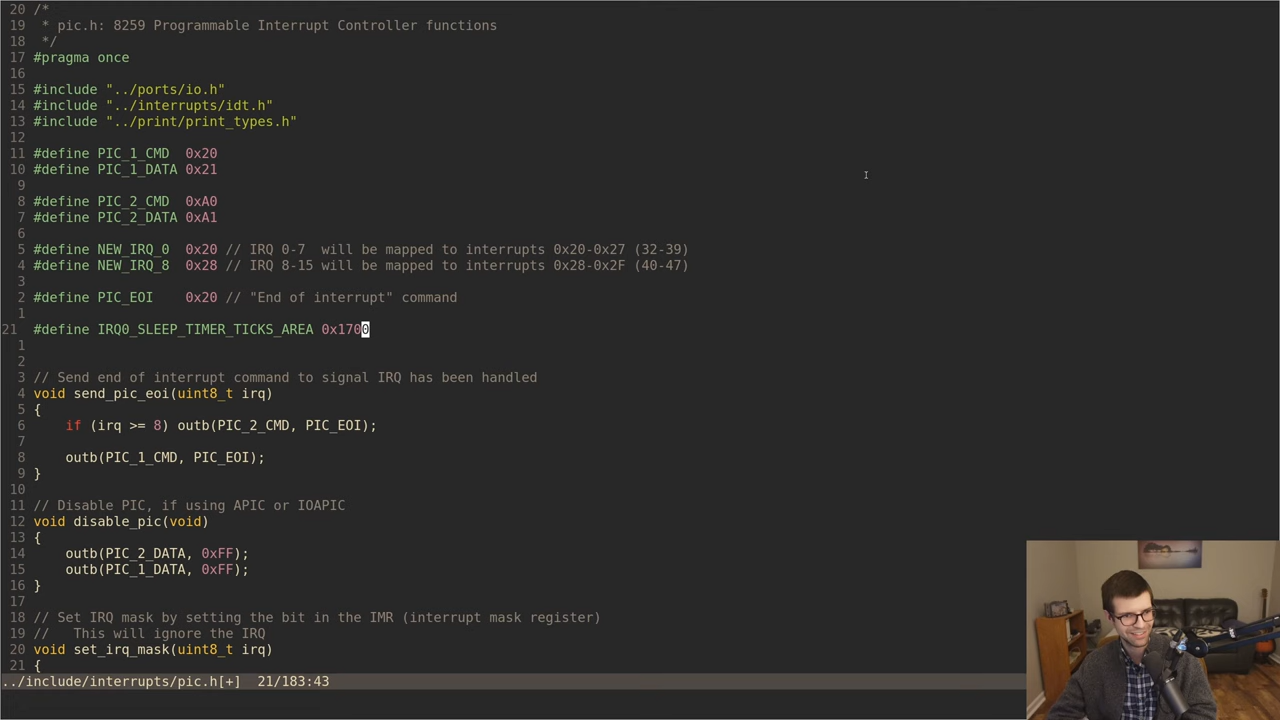 20 /*
19  * pic.h: 8259 Programmable Interrupt Controller functions
18  */
17 #pragma once
16
15 #include "../ports/io.h"
14 #include "../interrupts/idt.h"
13 #include "../print/print_types.h"
12
11 #define PIC_1_CMD  0x20
10 #define PIC_1_DATA 0x21
9
8 #define PIC_2_CMD  0xA0
7 #define PIC_2_DATA 0xA1
6
5 #define NEW_IRQ_0  0x20 // IRQ 0-7  will be mapped to interrupts 0x20-0x27 (32-39)
4 #define NEW_IRQ_8  0x28 // IRQ 8-15 will be mapped to interrupts 0x28-0x2F (40-47)
3
2 #define PIC_EOI    0x20 // "End of interrupt" command
1
21 #define IRQ0_SLEEP_TIMER_TICKS_AREA 0x1700
1
2
3 // Send end of interrupt command to signal IRQ has been handled
4 void send_pic_eoi(uint8_t irq)
5 {
6     if (irq >= 8) outb(PIC_2_CMD, PIC_EOI);
7
8     outb(PIC_1_CMD, PIC_EOI);
9 }
10
11 // Disable PIC, if using APIC or IOAPIC
12 void disable_pic(void)
13 {
14     outb(PIC_2_DATA, 0xFF);
15     outb(PIC_1_DATA, 0xFF);
16 }
17
18 // Set IRQ mask by setting the bit in the IMR (interrupt mask register)
19 //   This will ignore the IRQ
20 void set_irq_mask(uint8_t irq)
21 {
../include/interrupts/pic.h[+]  21/183:43